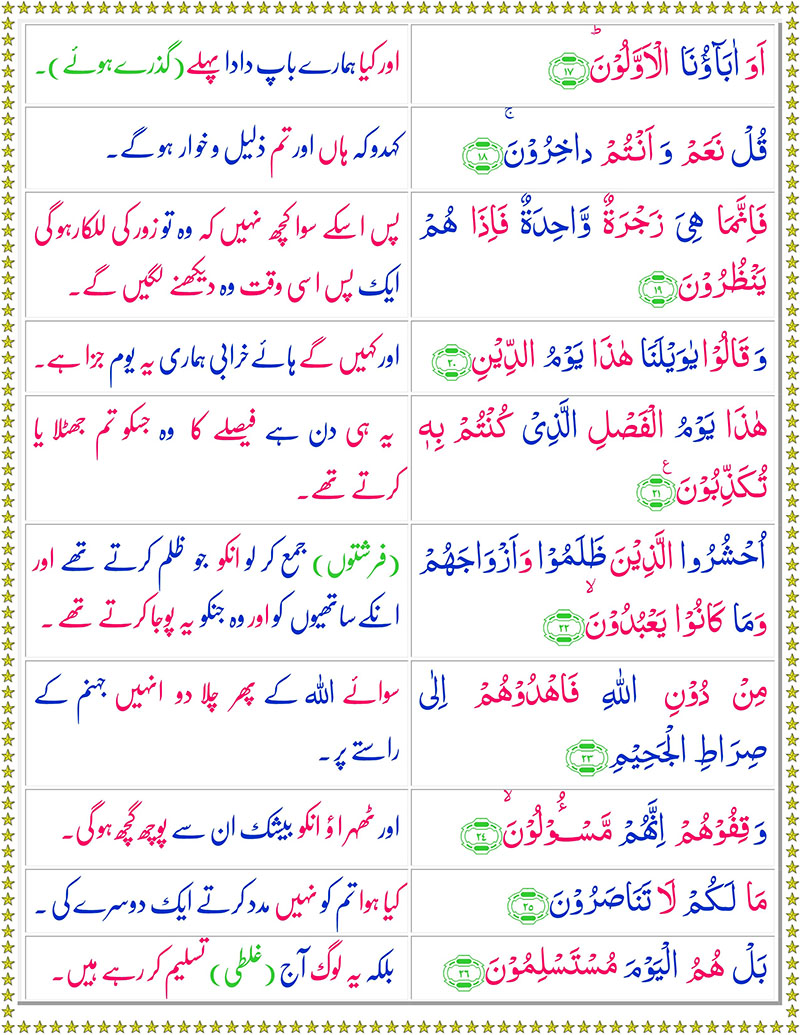 اَوَ اٰبَآؤُنَا الْاَوَّلُوْنَؕ ۱۷
اور کیا ہمارے باپ دادا پہلے (گذرے ہوئے)۔
قُلْ نَعَمْ وَ اَنْتُمْ دَاخِرُوْنَۚ ۱۸
کہدو کہ ہاں اور تم ذلیل و خوار ہوگے۔
فَاِنَّمَا هِىَ زَجْرَةٌ وَّاحِدَةٌ فَاِذَا هُمْ
يَنْظُرُوْنَ ۱۹
پس اسکے سوا کچھ نہیں کہ وہ تو زور کی للکار ہوگی
ایک پس اسی وقت وہ دیکھنے لگیں گے۔
وَ قَالُوْا يٰوَيْلَنَا هٰذَا يَوْمُ الدِّيْنِ ۲۰
اور کہیں گے ہائے خرابی ہماری یہ یوم جزا ہے۔
هٰذَا يَوْمُ الْفَصْلِ الَّذِىْ كُنْتُمْ بِهٖ
تُكَذِّبُوْنَ ع ۲۱
یہ ہی دن ہے فیصلے کا وہ جسکو تم جھٹلا یا
کرتے تھے۔
اُحْشُرُوا الَّذِيْنَ ظَلَمُوْا وَاَزْوَاجَهُمْ
وَمَا كَانُوْا يَعْبُدُوْنَۙ ۲۲
(فرشتوں) جمع کر لو انکو جو ظلم کرتے تھے اور
انکے ساتھیوں کو اور وہ جنکو یہ پوجا کرتے تھے ۔
مِنْ دُوْنِ اللّٰهِ فَاهْدُوْهُمْ اِلٰى
صِرَاطِ الْجَحِيْمِ ۲۳
سوائے اللہ کے پھر چلا دو انہیں جہنم کے
راستے پر۔
وَقِفُوْهُمْ اِنَّهُمْ مَّسْــُٔوْلُوْنَۙ ۲۴
اور ٹھہراؤ انکو بیشک ان سے پوچھ گچھ ہوگی۔
مَا لَـكُمْ لَا تَنَاصَرُوْنَ ۲۵
کیا ہوا تم کو نہیں مدد کرتے ایک دوسرے کی ۔
بَلْ هُمُ الْيَوْمَ مُسْتَسْلِمُوْنَ ۲۶
بلکہ یہ لوگ آج (غلطی) تسلیم کر رہے ہیں۔